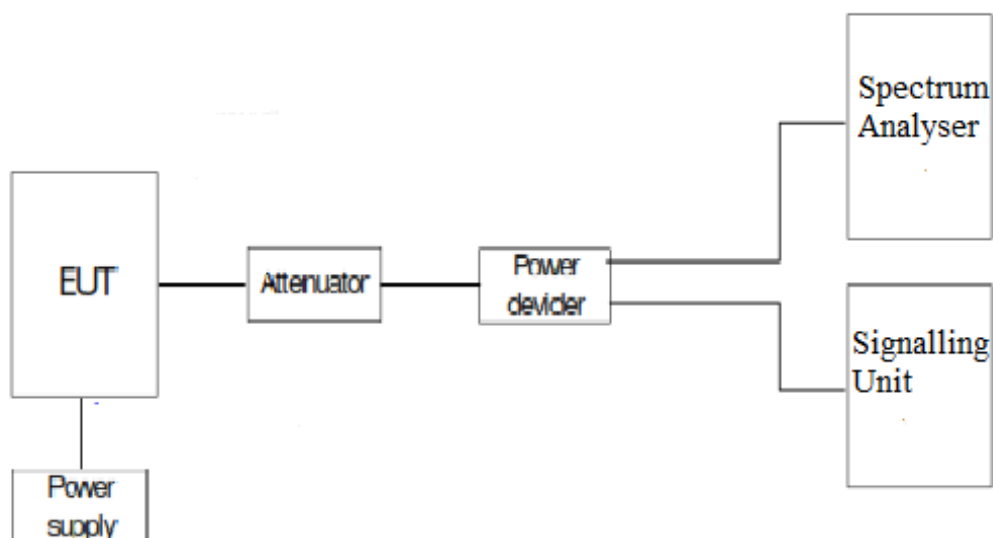 Spectrum
Analyser
EUT
Attenuator
Power
devider
Signalling
Unit
Power
supply